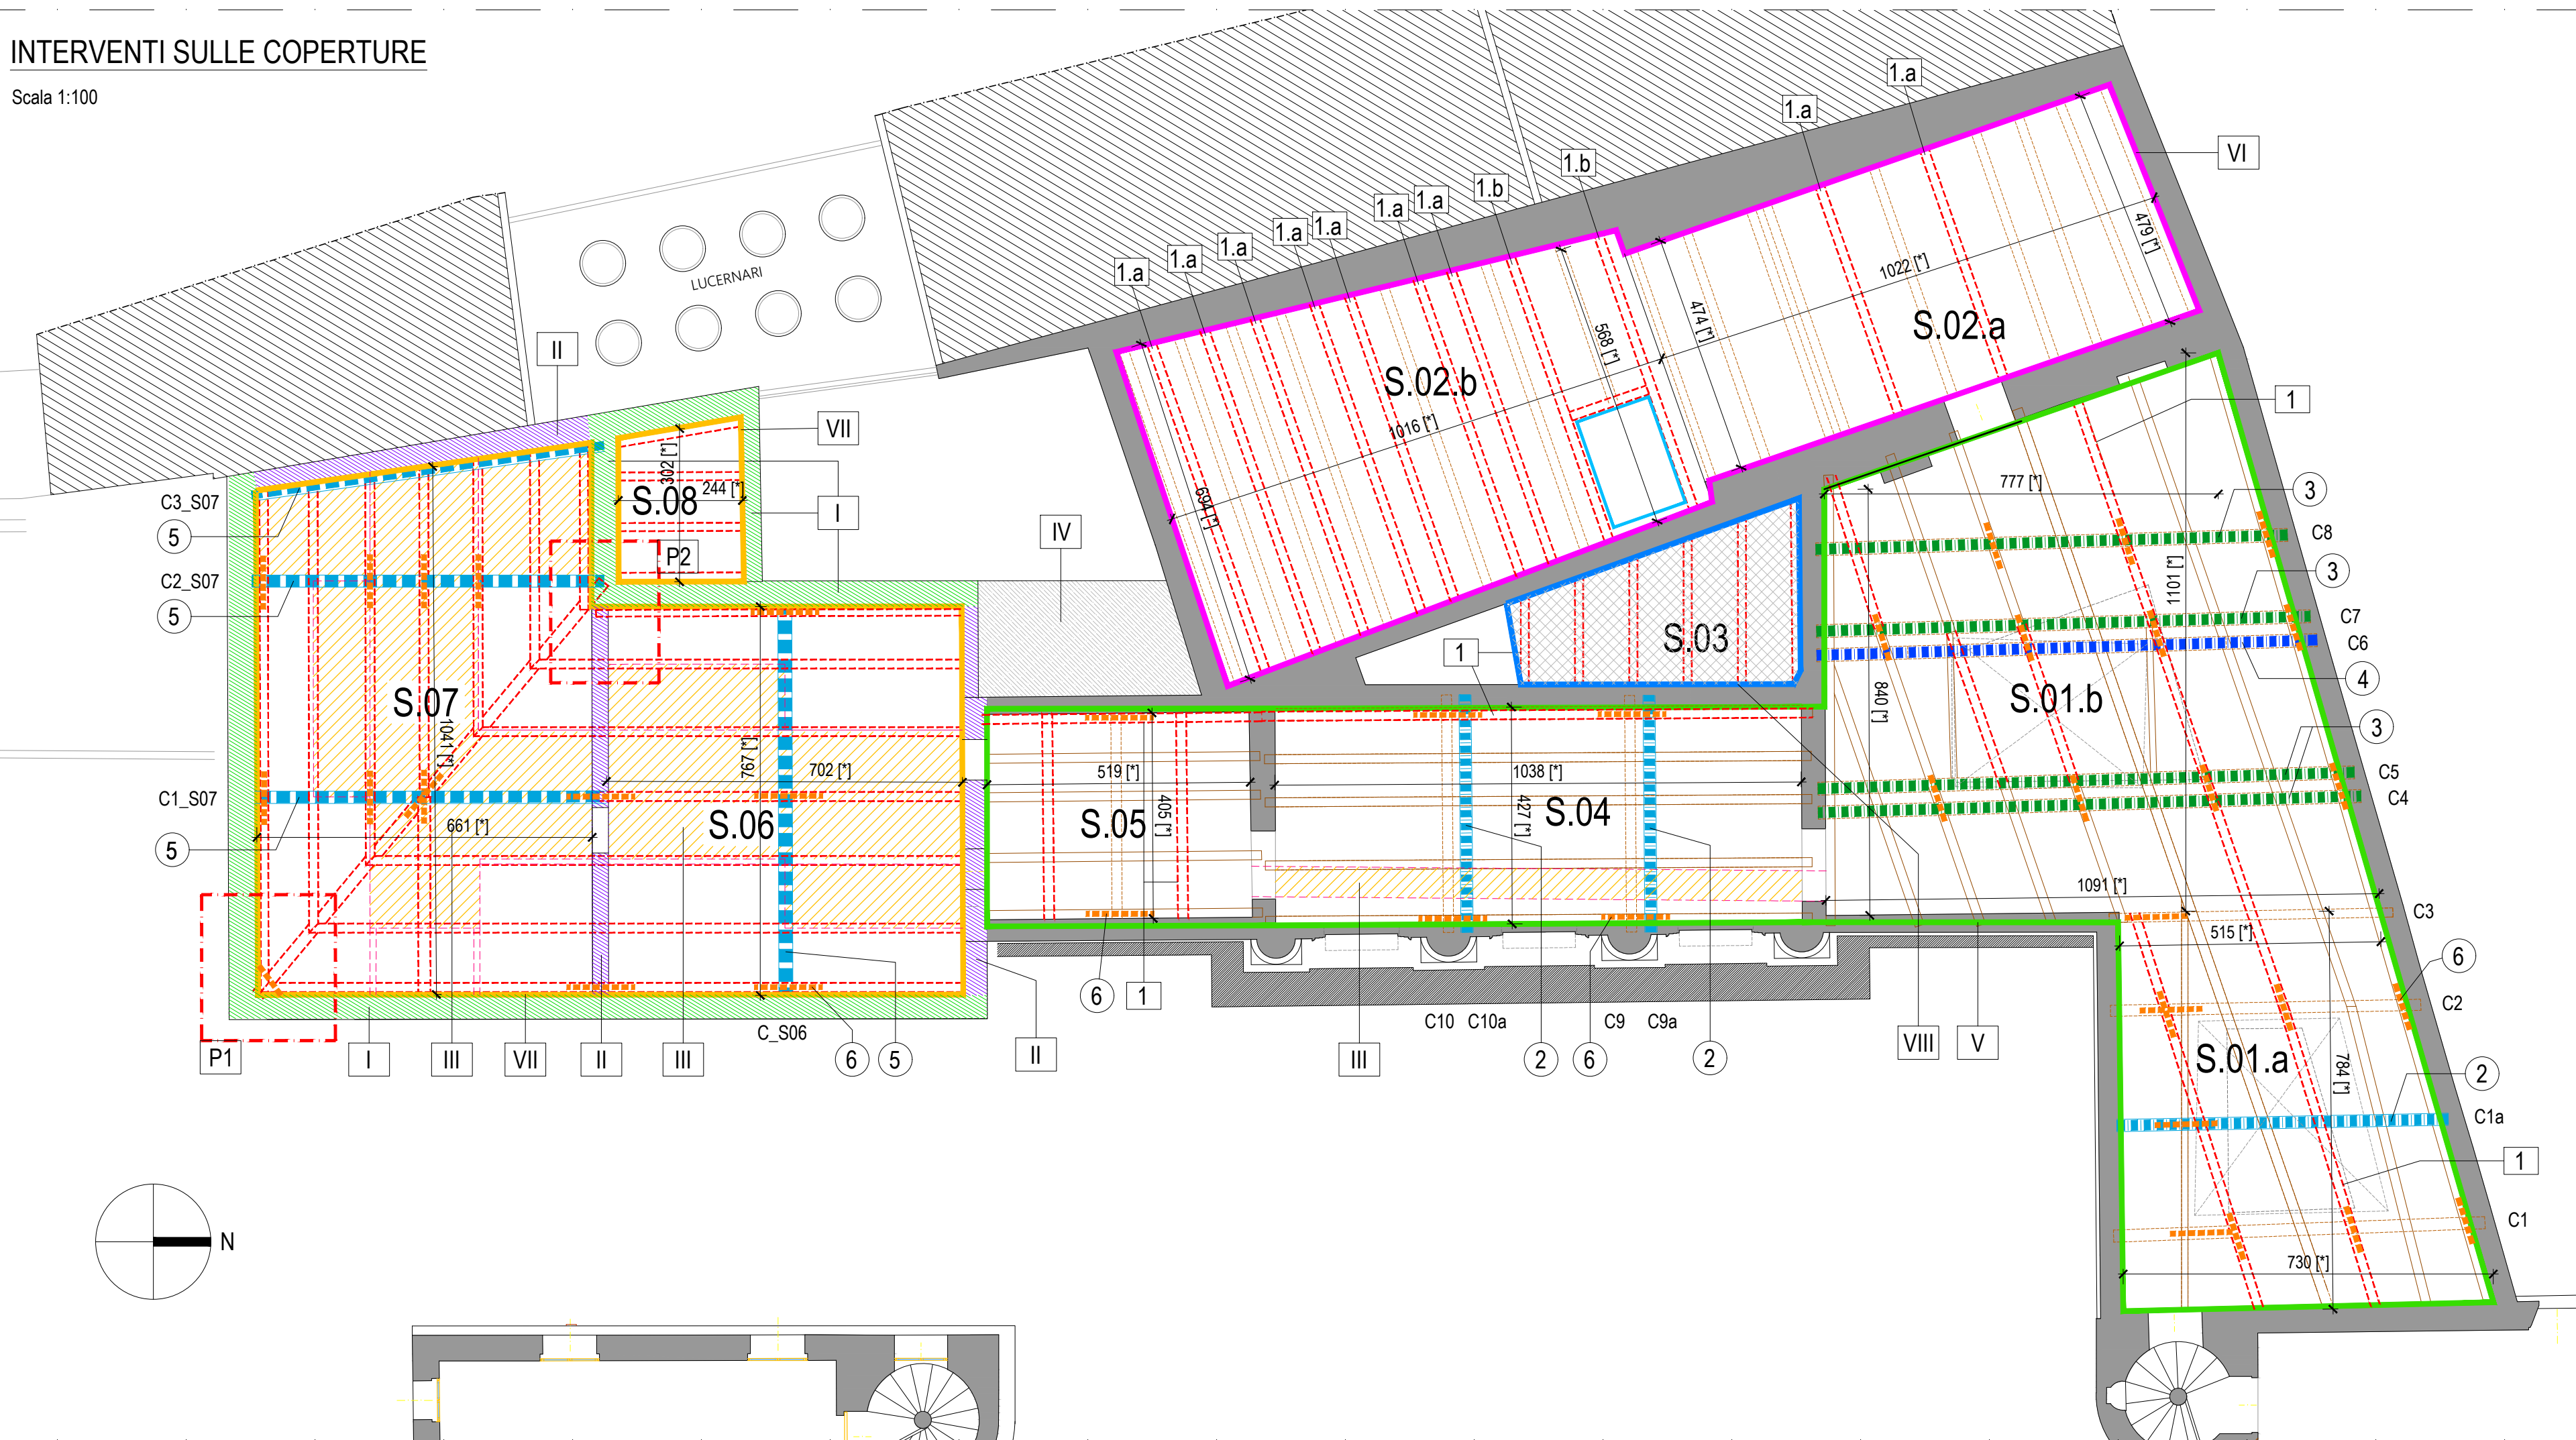 INTERVENTI SULLE COPERTURE
Scala 1:100
1.a
1.a
VI
1.b
1.b
1.a
1.a
1.a
1.a
1.a
1.a
1.a
LUCERNARI
479 [*]
1022 [*]
474 [*]
568 [*]
S.02.a
S.02.b
1016 [*]
694 [*]
II
VII
302 [*]
244 [*]
S.08
I
P2
IV
C3_S07
5
C2_S07
5
C1_S07
5
S.07
1041 [*]
661 [*]
797 [*]
702 [*]
S.06
519 [*]
405 [*]
S.05
1038 [*]
427 [*]
S.04
S.03
1
1
777 [*]
1101 [*]
840 [*]
S.01.b
3
C8
3
C7
C6
4
3
C5
C4
1091 [*]
C3
515 [*]
6
C2
S.01.a
784 [*]
2
C1a
1
C1
730 [*]
P1
I
III
VII
II
III
C_S06
6
5
II
6
1
III
C10
C10a
2
C9
6
C9a
2
VIII
V
N